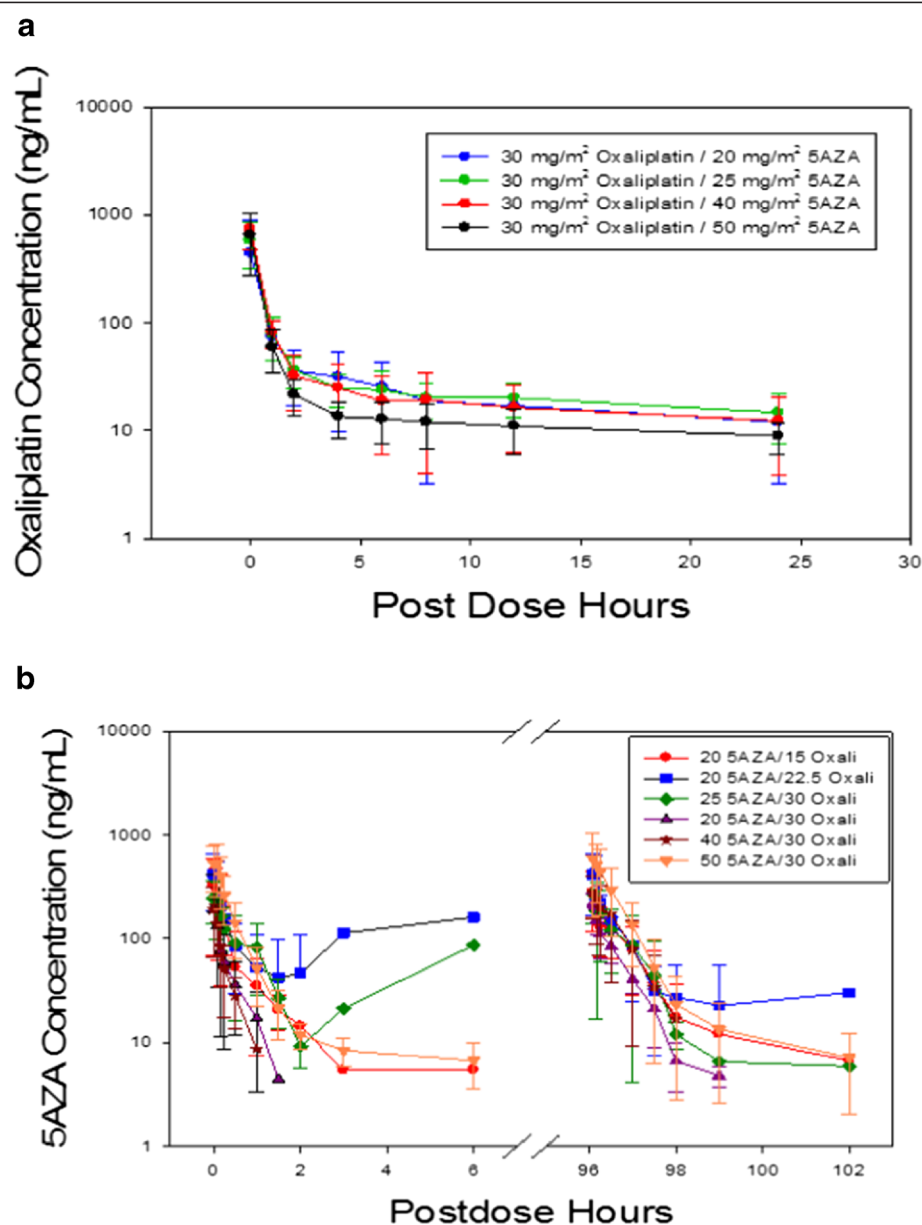 a
Oxaliplatin Concentration (ng/mL)
10000
1000
100
10
1
30 mg/m² Oxaliplatin / 20 mg/m² 5AZA
30 mg/m² Oxaliplatin / 25 mg/m² 5AZA
30 mg/m² Oxaliplatin / 40 mg/m² 5AZA
30 mg/m² Oxaliplatin / 50 mg/m² 5AZA
0 5 10 15 20 25 30
Post Dose Hours
b
5AZA Concentration (ng/mL)
10000
1000
100
10
1
20 5AZA/15 Oxali
20 5AZA/22.5 Oxali
25 5AZA/30 Oxali
20 5AZA/30 Oxali
40 5AZA/30 Oxali
50 5AZA/30 Oxali
0 2 4 6 96 98 100 102
Postdose Hours